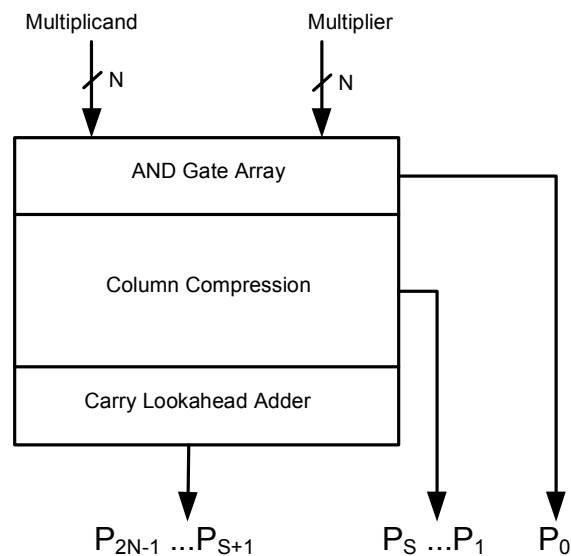 Multiplicand Multiplier
N N
AND Gate Array
Column Compression
Carry Lookahead Adder
P2N-1 ...PS+1 PS ...P1 P0